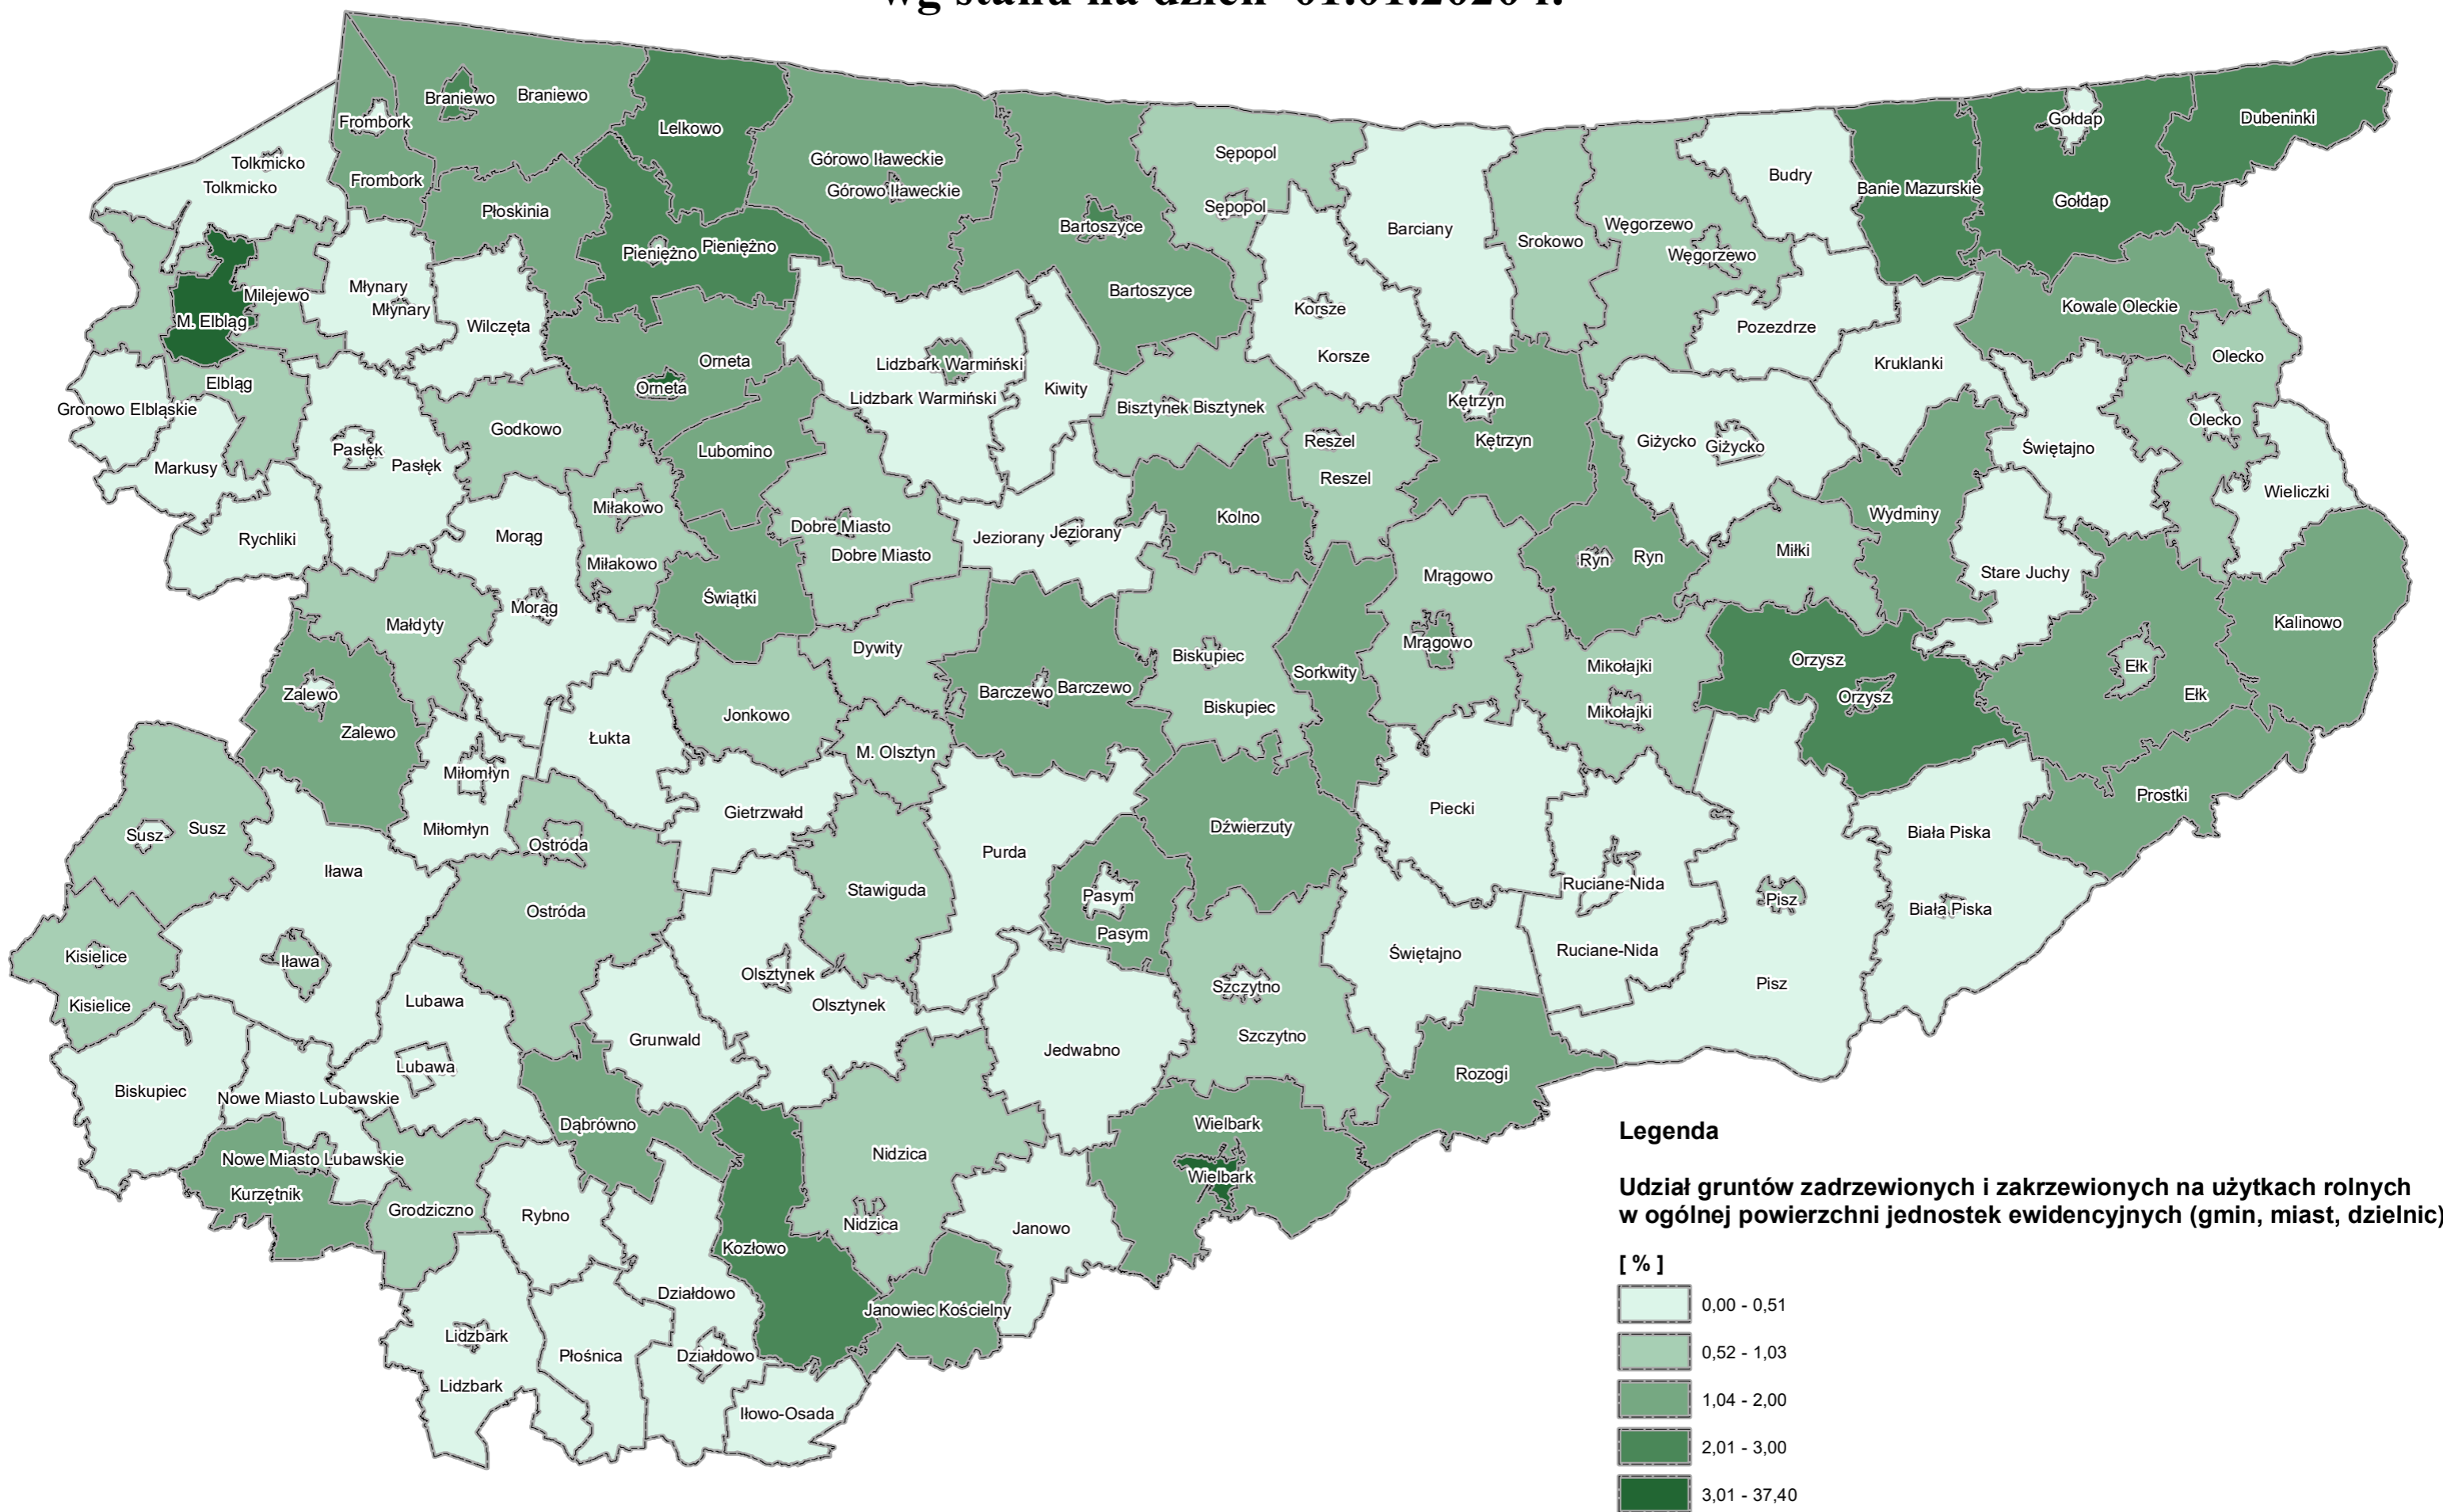 wg stanu na dzień 01.01.2026 r.
Braniewo
Braniewo
Frombork
Lelkowo
Gołdap
Dubeninki
Tolkmicko
Tolkmicko
Frombork
Górowo Iławeckie
Górowo Iławeckie
Sępopol
Budry
Banie Mazurskie
Gołdap
Płoskinia
Sępopol
Bartoszyce
Barciany
Srokowo
Węgorzewo
Węgorzewo
Pieniężno
Pieniężno
Młynary
Młynary
Milejewo
M. Elbląg
Wilczęta
Bartoszyce
Korsze
Korsze
Pozezdrze
Kowale Oleckie
Orneta
Orneta
Lidzbark Warmiński
Lidzbark Warmiński
Kiwity
Kruklanki
Olecko
Olecko
Elbląg
Gronowo Elbląskie
Markusy
Pasłęk
Pasłęk
Godkowo
Lubomino
Bisztynek
Bisztynek
Reszel
Reszel
Kętrzyn
Kętrzyn
Giżycko
Giżycko
Świętajno
Wieliczki
Rychliki
Morąg
Morąg
Miłakowo
Miłakowo
Dobre Miasto
Dobre Miasto
Jeziorany
Jeziorany
Kolno
Ryn
Ryn
Miłki
Wydminy
Stare Juchy
Małdyty
Świątki
Dywity
Mrągowo
Mrągowo
Kalinowo
Zalewo
Zalewo
Łukta
Jonkowo
M. Olsztyn
Barczewo
Barczewo
Biskupiec
Biskupiec
Sorkwity
Mikołajki
Mikołajki
Orzysz
Orzysz
Ełk
Ełk
Susz
Susz
Miłomłyn
Miłomłyn
Gietrzwałd
Purda
Dźwierzuty
Piecki
Prostki
Iława
Iława
Ostróda
Ostróda
Stawiguda
Pasym
Pasym
Ruciane-Nida
Ruciane-Nida
Pisz
Pisz
Biała Piska
Biała Piska
Kisielice
Kisielice
Lubawa
Lubawa
Olsztynek
Olsztynek
Grunwald
Jedwabno
Szczytno
Szczytno
Świętajno
Rozogi
Biskupiec
Nowe Miasto Lubawskie
Nowe Miasto Lubawskie
Kurzętnik
Grodziczno
Dąbrówno
Rybno
Kozłowo
Nidzica
Nidzica
Janowo
Wielbark
Wielbark
Lidzbark
Lidzbark
Płośnica
Działdowo
Działdowo
Janowiec Kościelny
Iłowo-Osada
Legenda
Udział gruntów zadrzewionych i zakrzewionych na użytkach rolnych
w ogólnej powierzchni jednostek ewidencyjnych (gmin, miast, dzielnic)
[ % ]
0,00 - 0,51
0,52 - 1,03
1,04 - 2,00
2,01 - 3,00
3,01 - 37,40